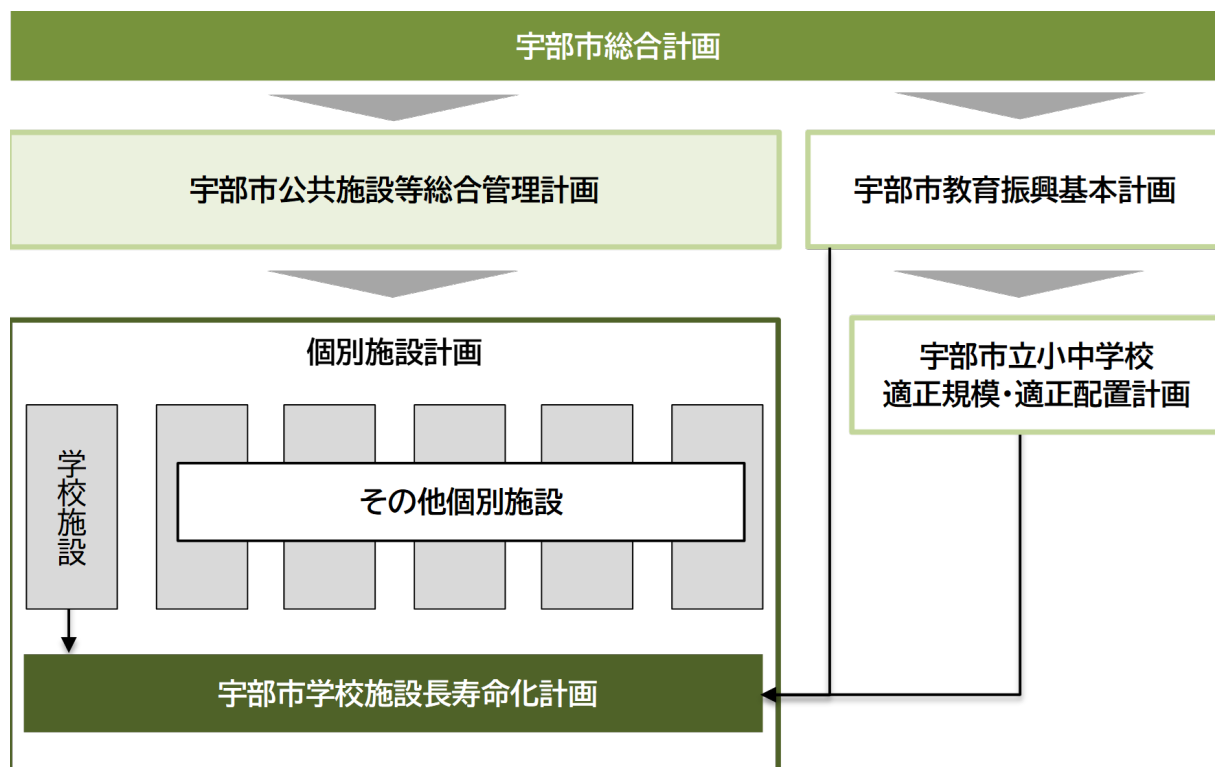 宇部市総合計画
宇部市公共施設等総合管理計画
宇部市教育振興基本計画
個別施設計画
宇部市立小中学校
適正規模・適正配置計画
学校施設
その他個別施設
宇部市学校施設長寿命化計画